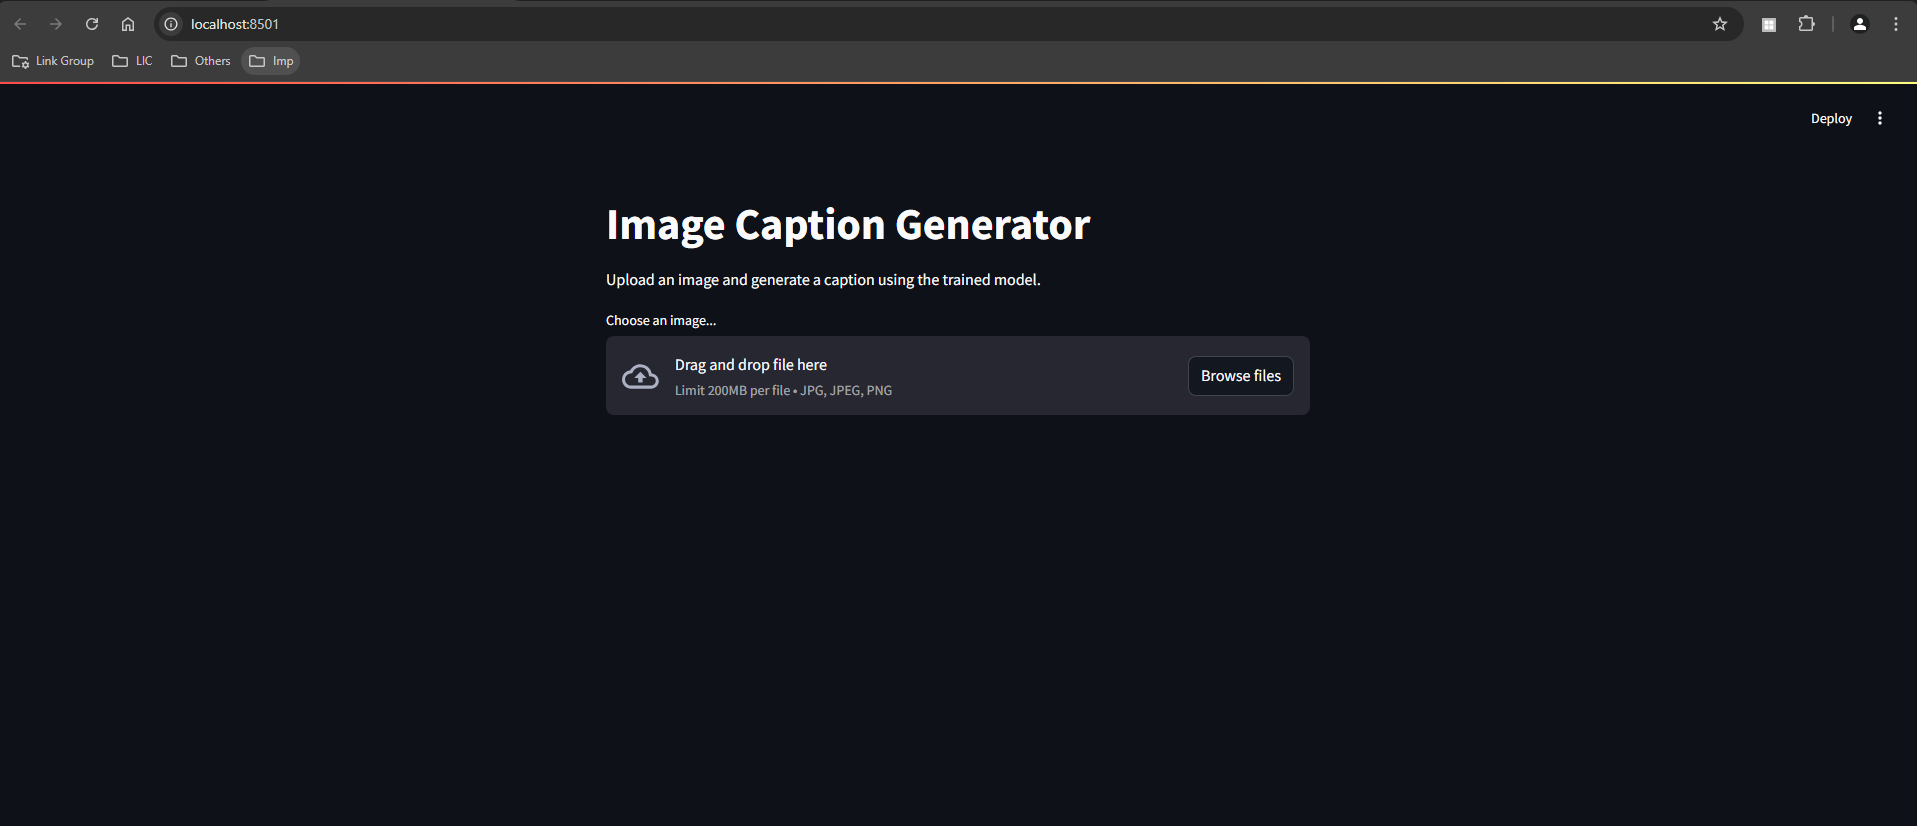 localhost:8501
Link Group LIC Others Imp
Deploy
Image Caption Generator
Upload an image and generate a caption using the trained model.
Choose an image...
Drag and drop file here
Limit 200MB per file • JPG, JPEG, PNG
Browse files